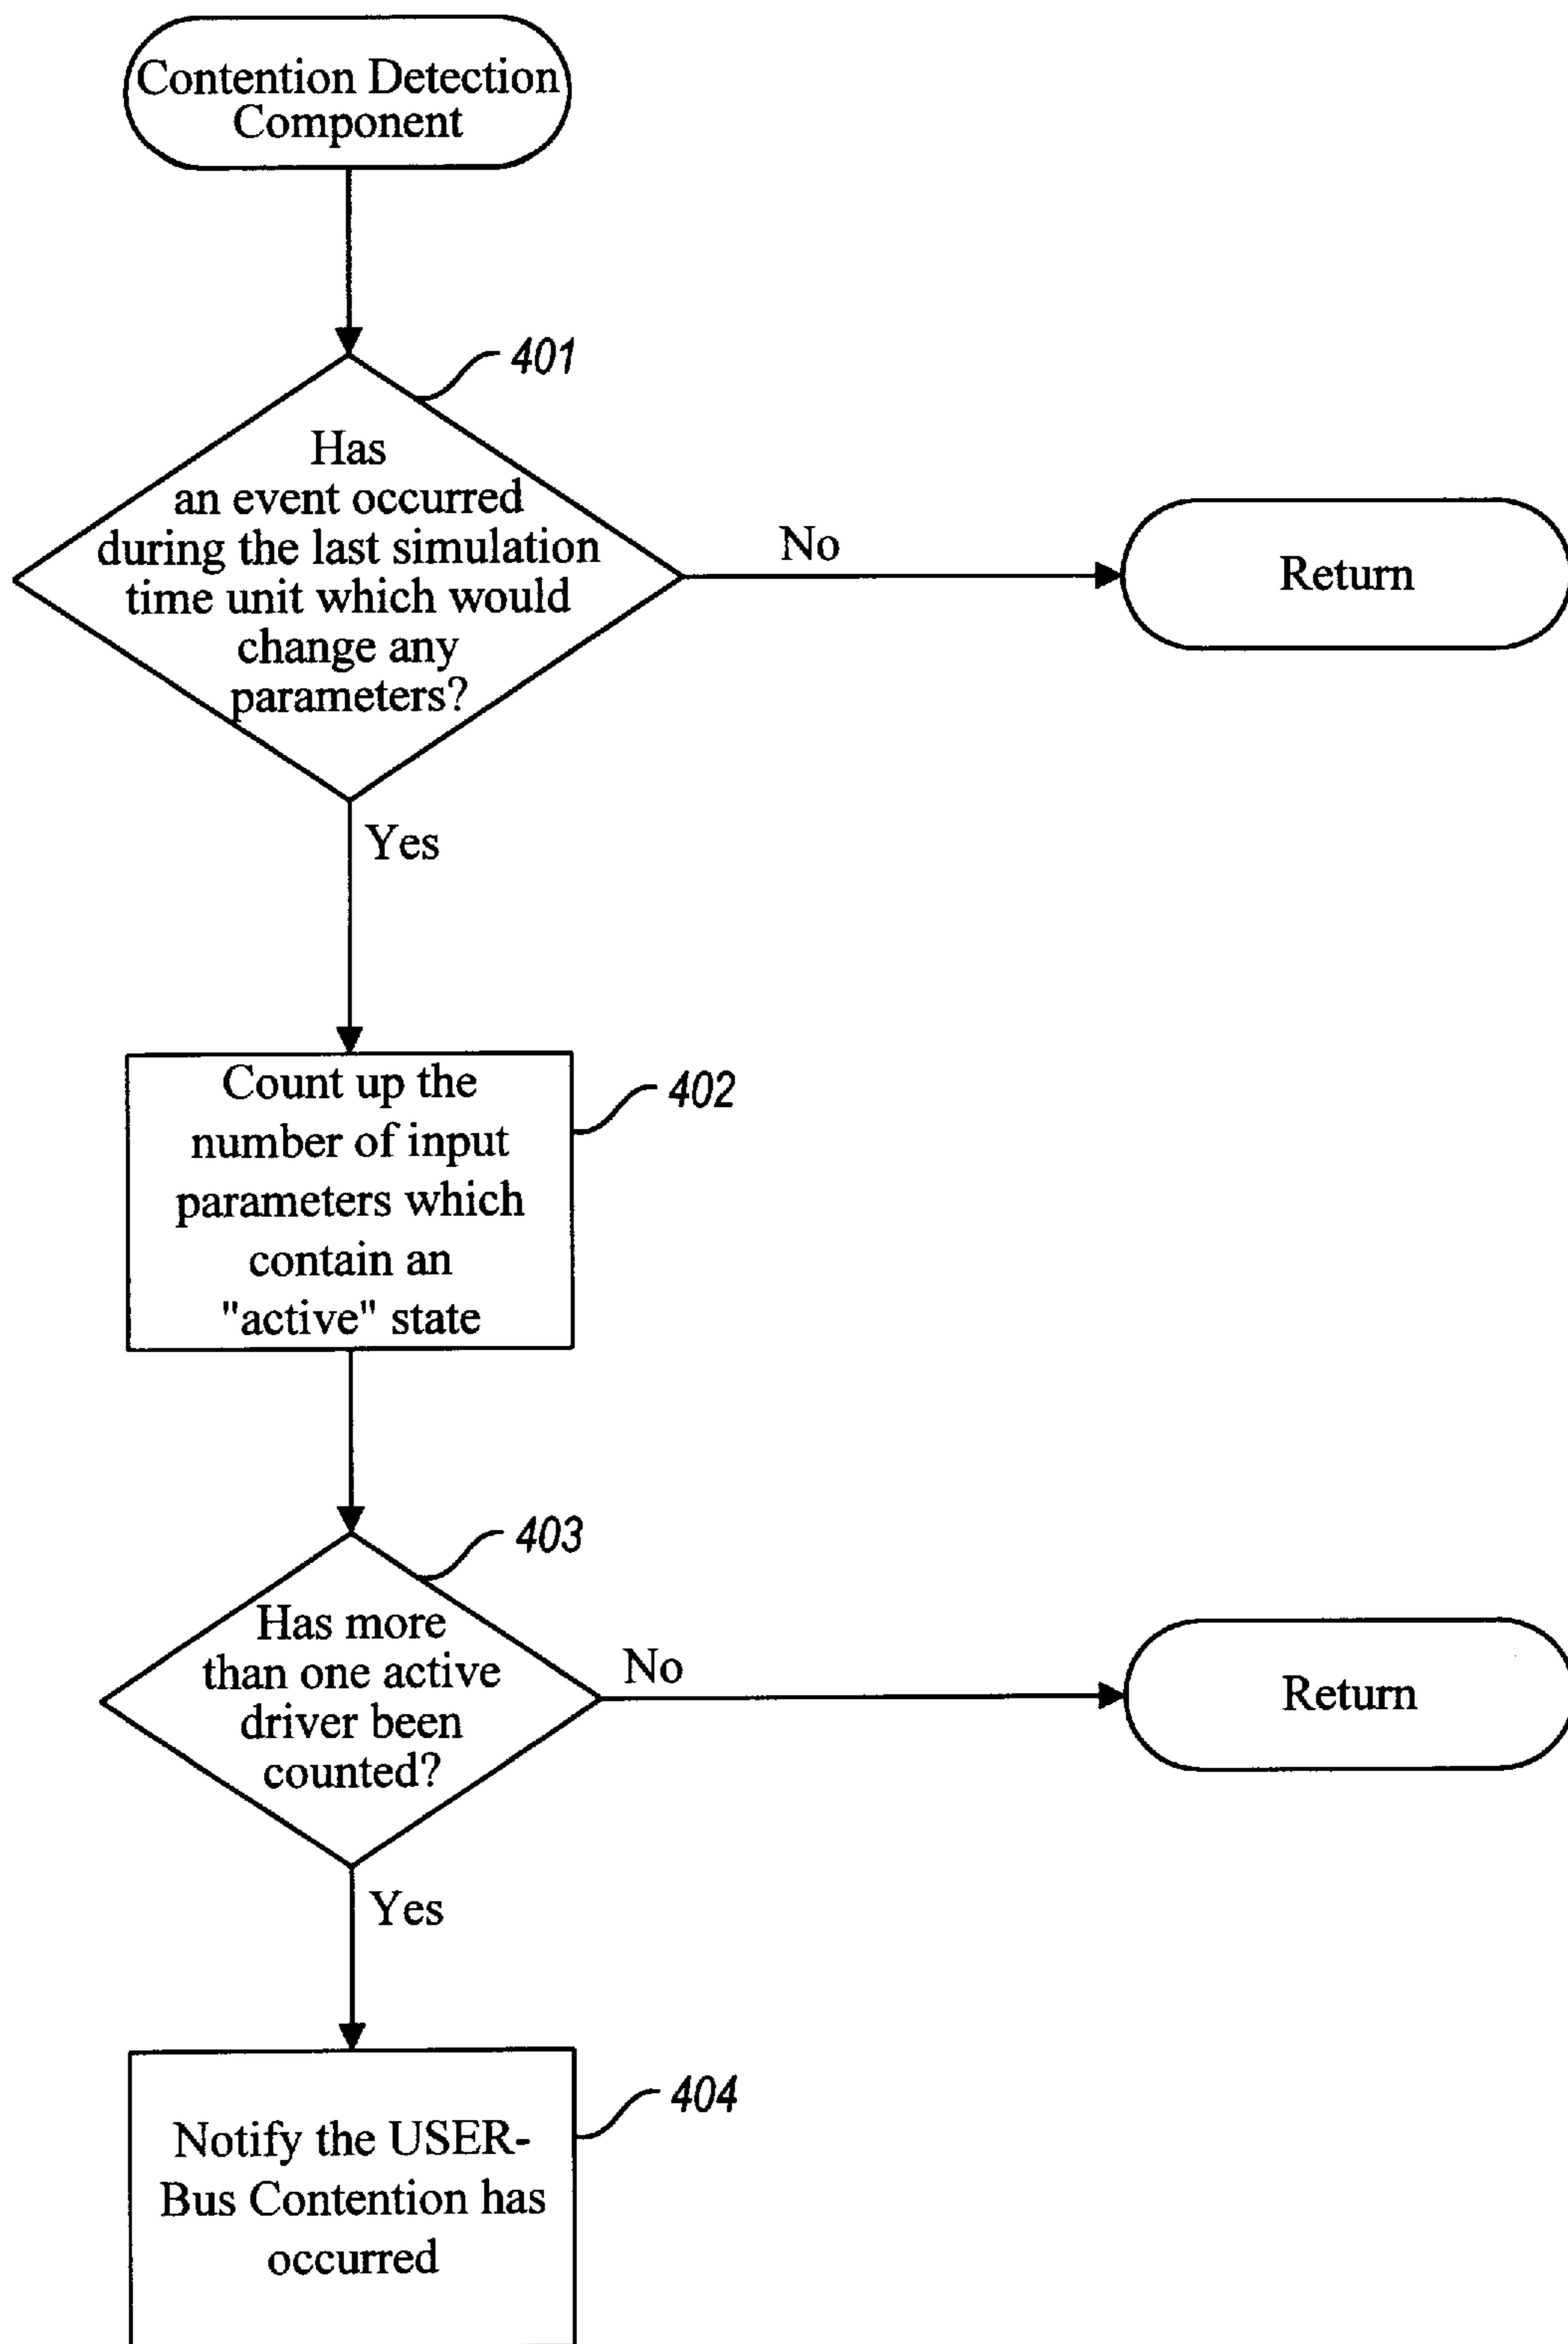 Contention Detection
Component
401
Has
an event occurred
during the last simulation
time unit which would
change any
parameters?
No
Return
Yes
Count up the
number of input
parameters which
contain an
"active" state
402
403
Has more
than one active
driver been
counted?
No
Return
Yes
404
Notify the USER-
Bus Contention has
occurred